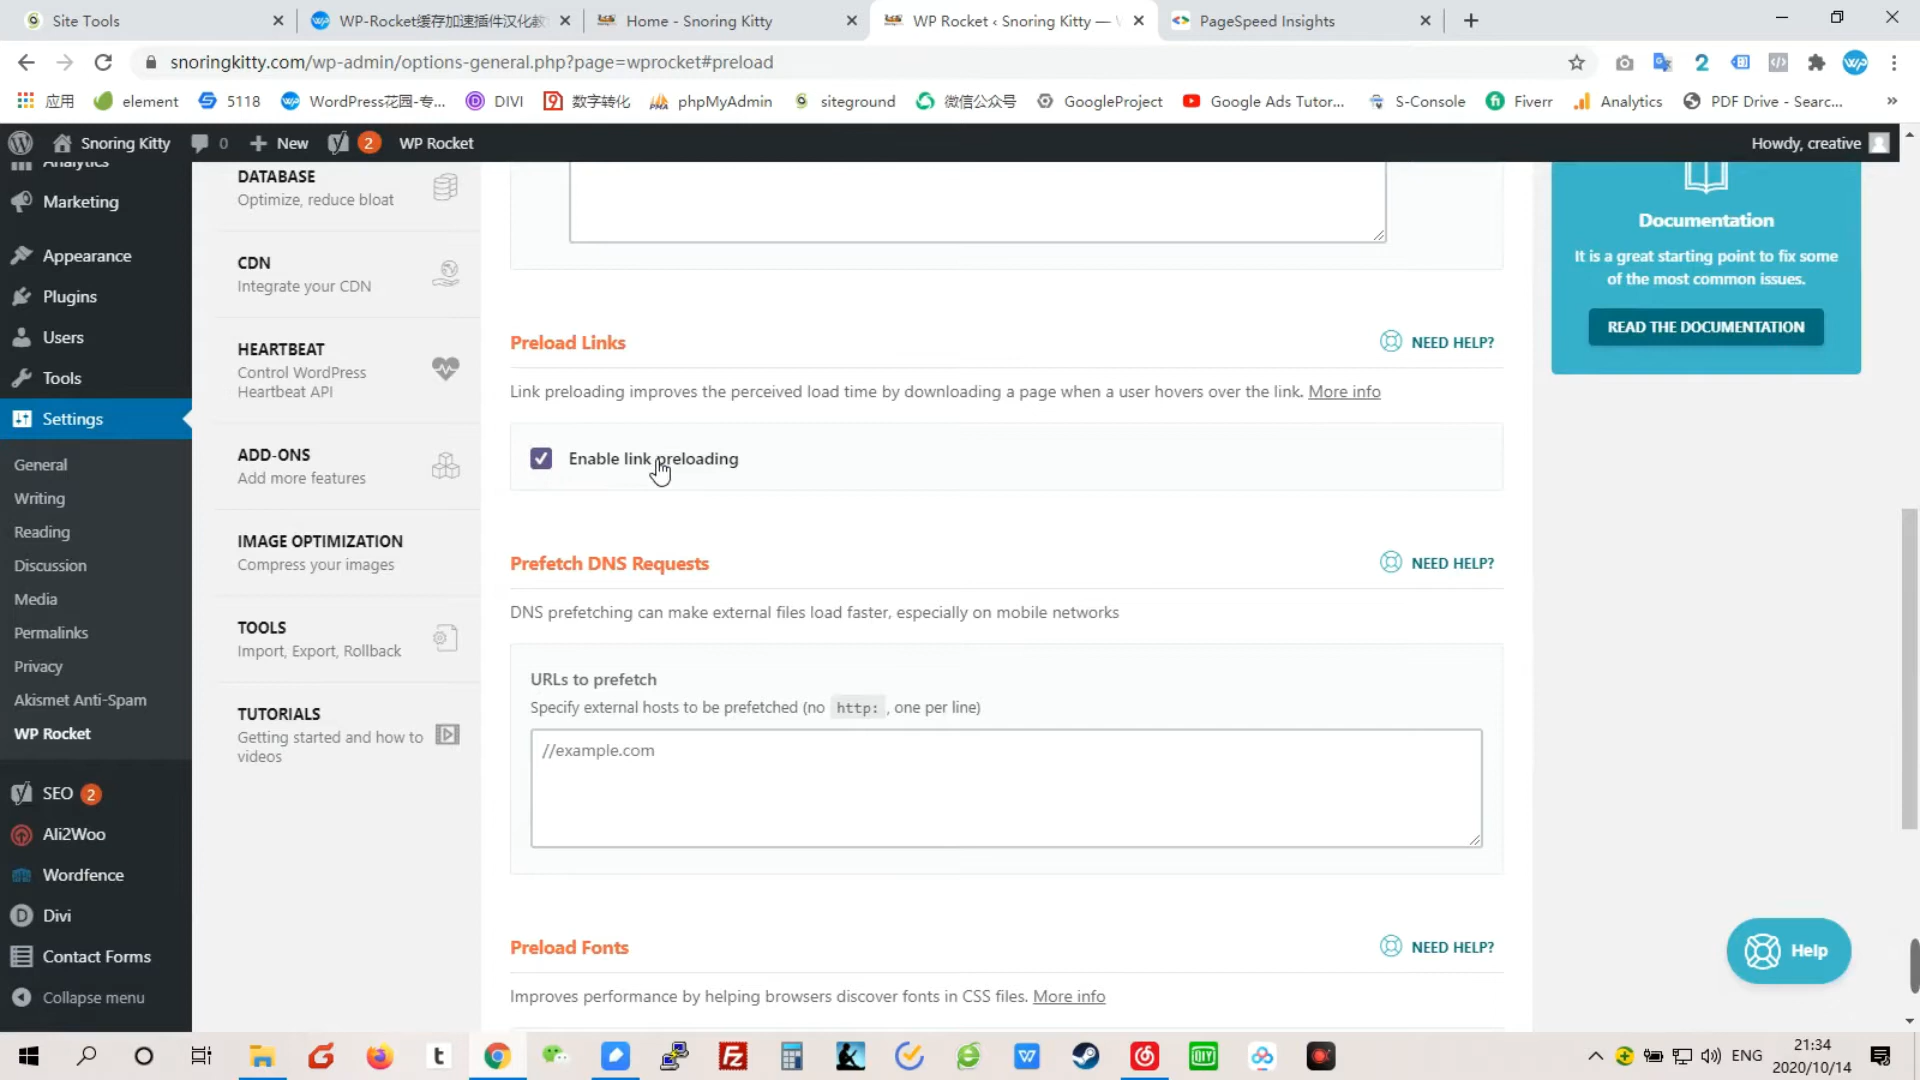 Site Tools
WP-Rocket缓存加速插件汉化教
Home - Snoring Kitty
WP Rocket ‹ Snoring Kitty —
PageSpeed Insights
snoringkitty.com/wp-admin/options-general.php?page=wprocket#preload
应用
element
5118
WordPress花园-专...
DIVI
数字转化
phpMyAdmin
siteground
微信公众号
GoogleProject
Google Ads Tutor...
S-Console
Fiverr
Analytics
PDF Drive - Searc...
Snoring Kitty
0
New
2
WP Rocket
Howdy, creative
Analytics
Marketing
Appearance
Plugins
Users
Tools
Settings
General
Writing
Reading
Discussion
Media
Permalinks
Privacy
Akismet Anti-Spam
WP Rocket
SEO 2
Ali2Woo
Wordfence
Divi
Contact Forms
Collapse menu
DATABASE
Optimize, reduce bloat
CDN
Integrate your CDN
HEARTBEAT
Control WordPress
Heartbeat API
ADD-ONS
Add more features
IMAGE OPTIMIZATION
Compress your images
TOOLS
Import, Export, Rollback
TUTORIALS
Getting started and how to
videos
Preload Links
NEED HELP?
Link preloading improves the perceived load time by downloading a page when a user hovers over the link. More info
Enable link preloading
Prefetch DNS Requests
NEED HELP?
DNS prefetching can make external files load faster, especially on mobile networks
URLs to prefetch
Specify external hosts to be prefetched (no http: , one per line)
//example.com
Preload Fonts
NEED HELP?
Improves performance by helping browsers discover fonts in CSS files. More info
Documentation
It is a great starting point to fix some
of the most common issues.
READ THE DOCUMENTATION
Help
ENG
21:34
2020/10/14